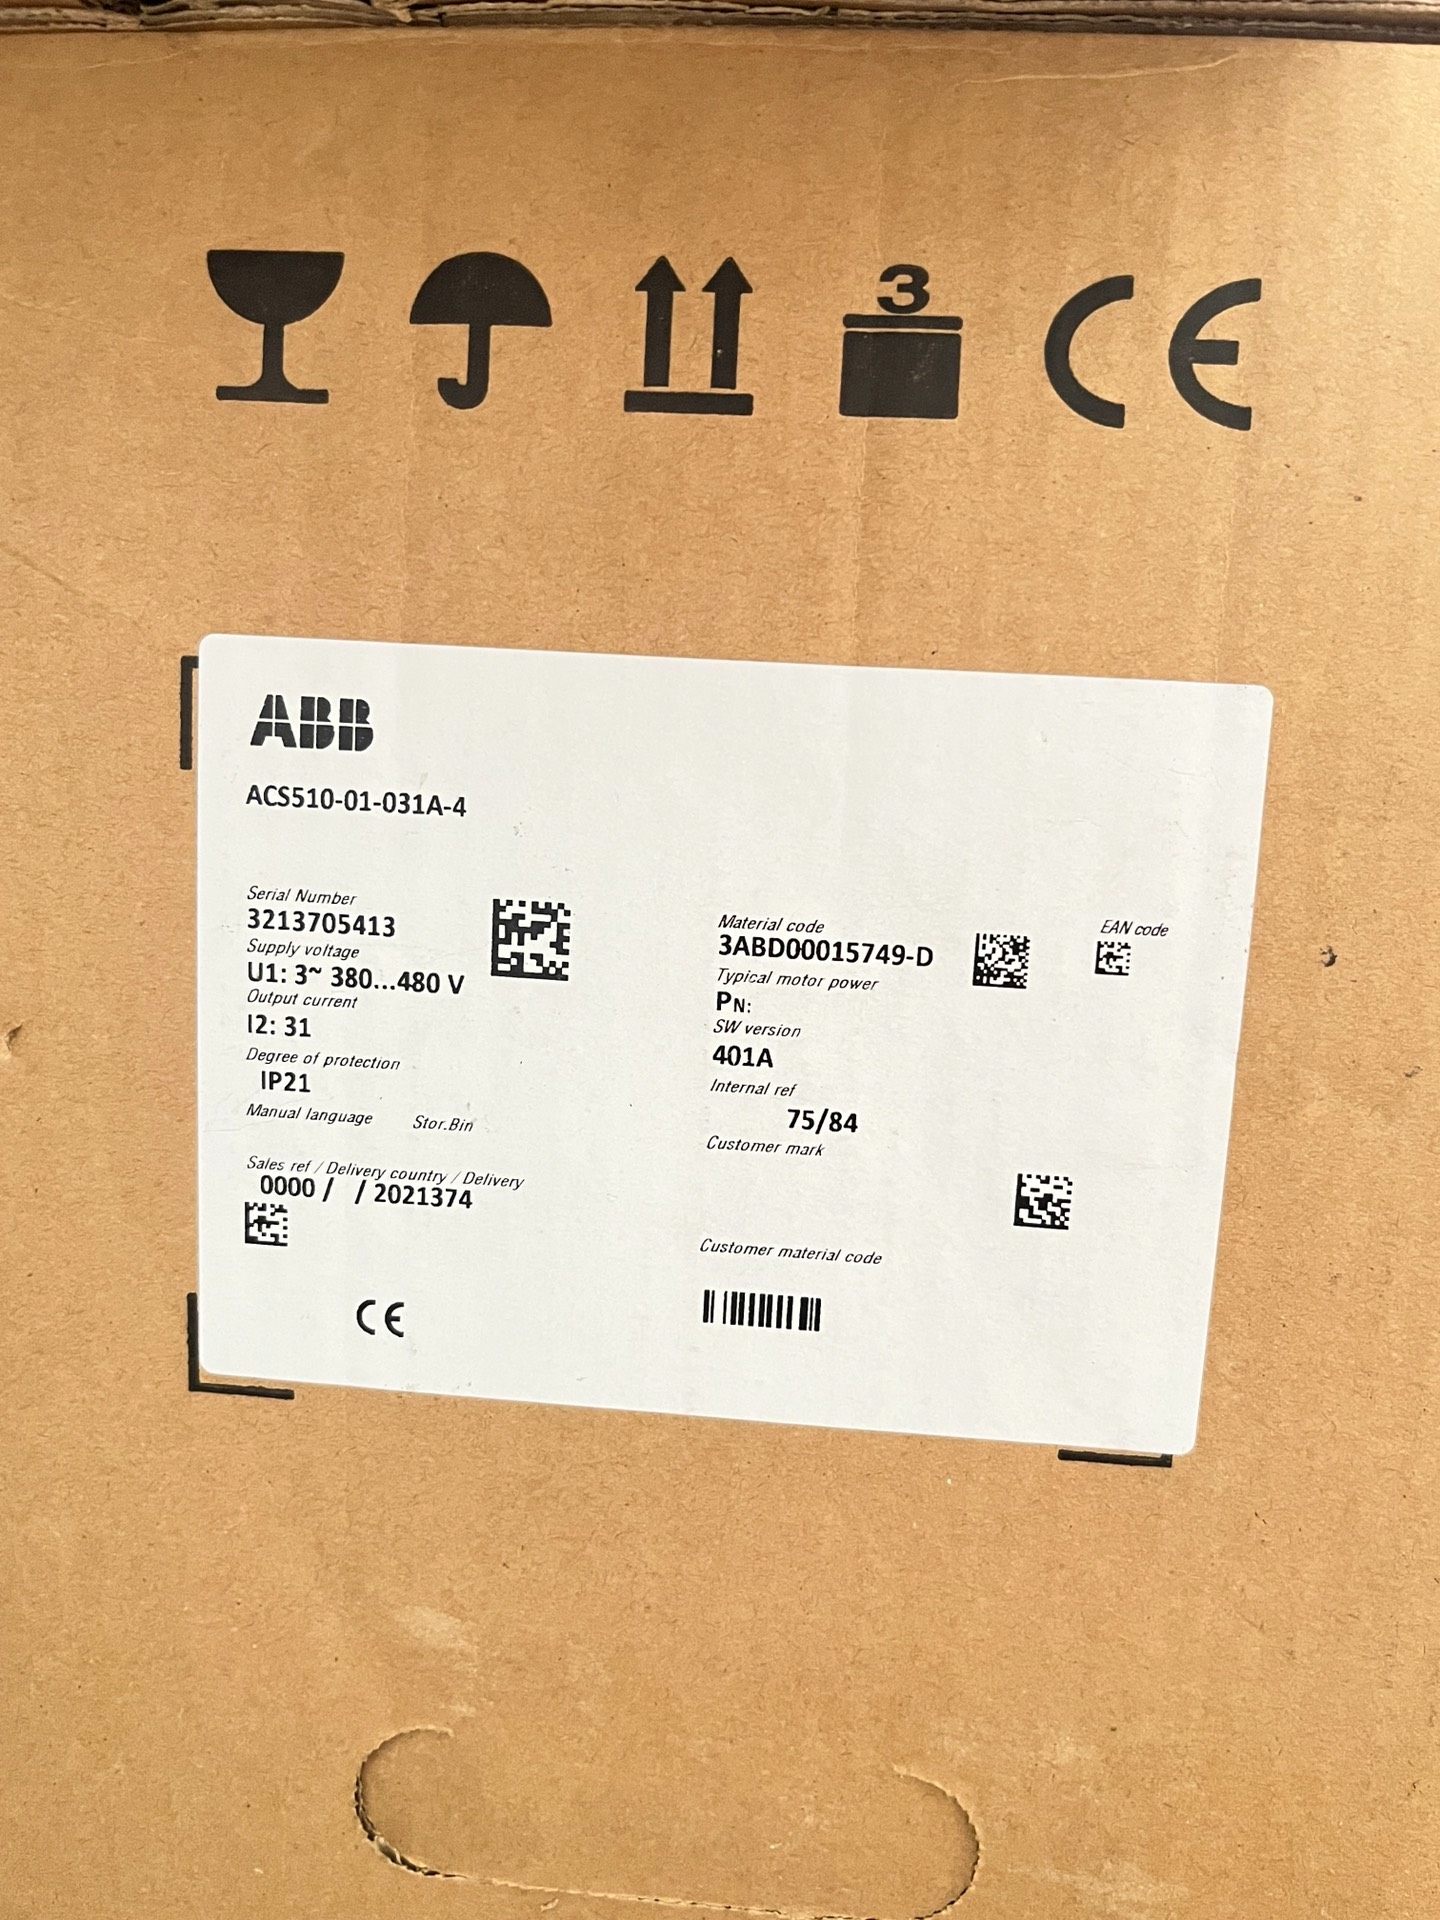 3
CE
ABB
ACS510-01-031A-4
Serial Number
3213705413
Supply voltage
U1: 3~ 380...480 V
Output current
I2: 31
Degree of protection
IP21
Manual language Stor.Bin
Sales ref / Delivery country / Delivery
0000 / / 2021374
CE
Material code
3ABD00015749-D
EAN code
Typical motor power
PN:
SW version
401A
Internal ref
75/84
Customer mark
Customer material code